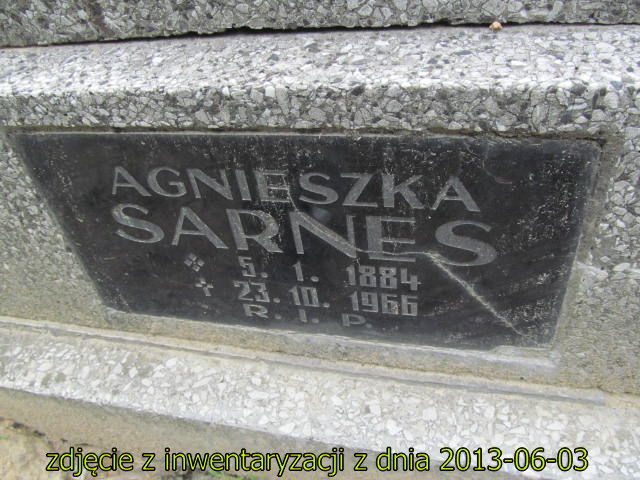 AGNIESZKA
SARNES
5. 1. 1884
† 23. 10. 1966
R. I. P.
zdjęcie z inwentaryzacji z dnia 2013-06-03